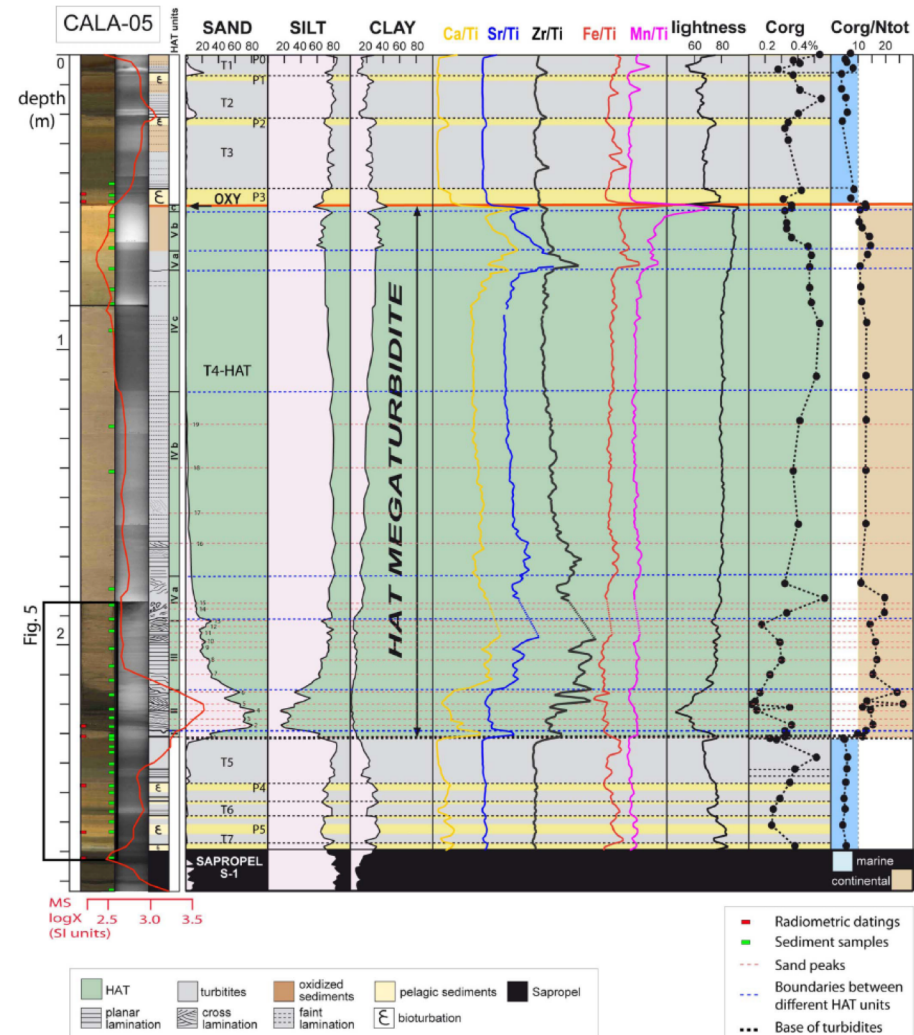 CALA-05
HAT units
SAND
SILT
CLAY
Ca/Ti
Sr/Ti
Zr/Ti
Fe/Ti
Mn/Ti
lightness
Corg
Corg/Ntot
20 40 60 80
20 40 60 80
20 40 60 80
60 80
0.2 0.4%
10 20
0
depth
(m)
T1
P0
ε
P1
T2
ε
P2
T3
ε
OXY
P3
c
V b
V a
IV c
1
T4-HAT
HAT MEGATURBIDITE
IV b
19
18
17
16
IV a
Fig. 5
2
III
II
T5
P4
ε
T6
P5
ε
T7
SAPROPEL
S-1
marine
continental
MS
logX
(SI units)
2.5 3.0 3.5
Radiometric datings
Sediment samples
Sand peaks
Boundaries between
different HAT units
Base of turbidites
HAT
turbitites
oxidized
sediments
pelagic sediments
Sapropel
planar
lamination
cross
lamination
faint
lamination
ε bioturbation